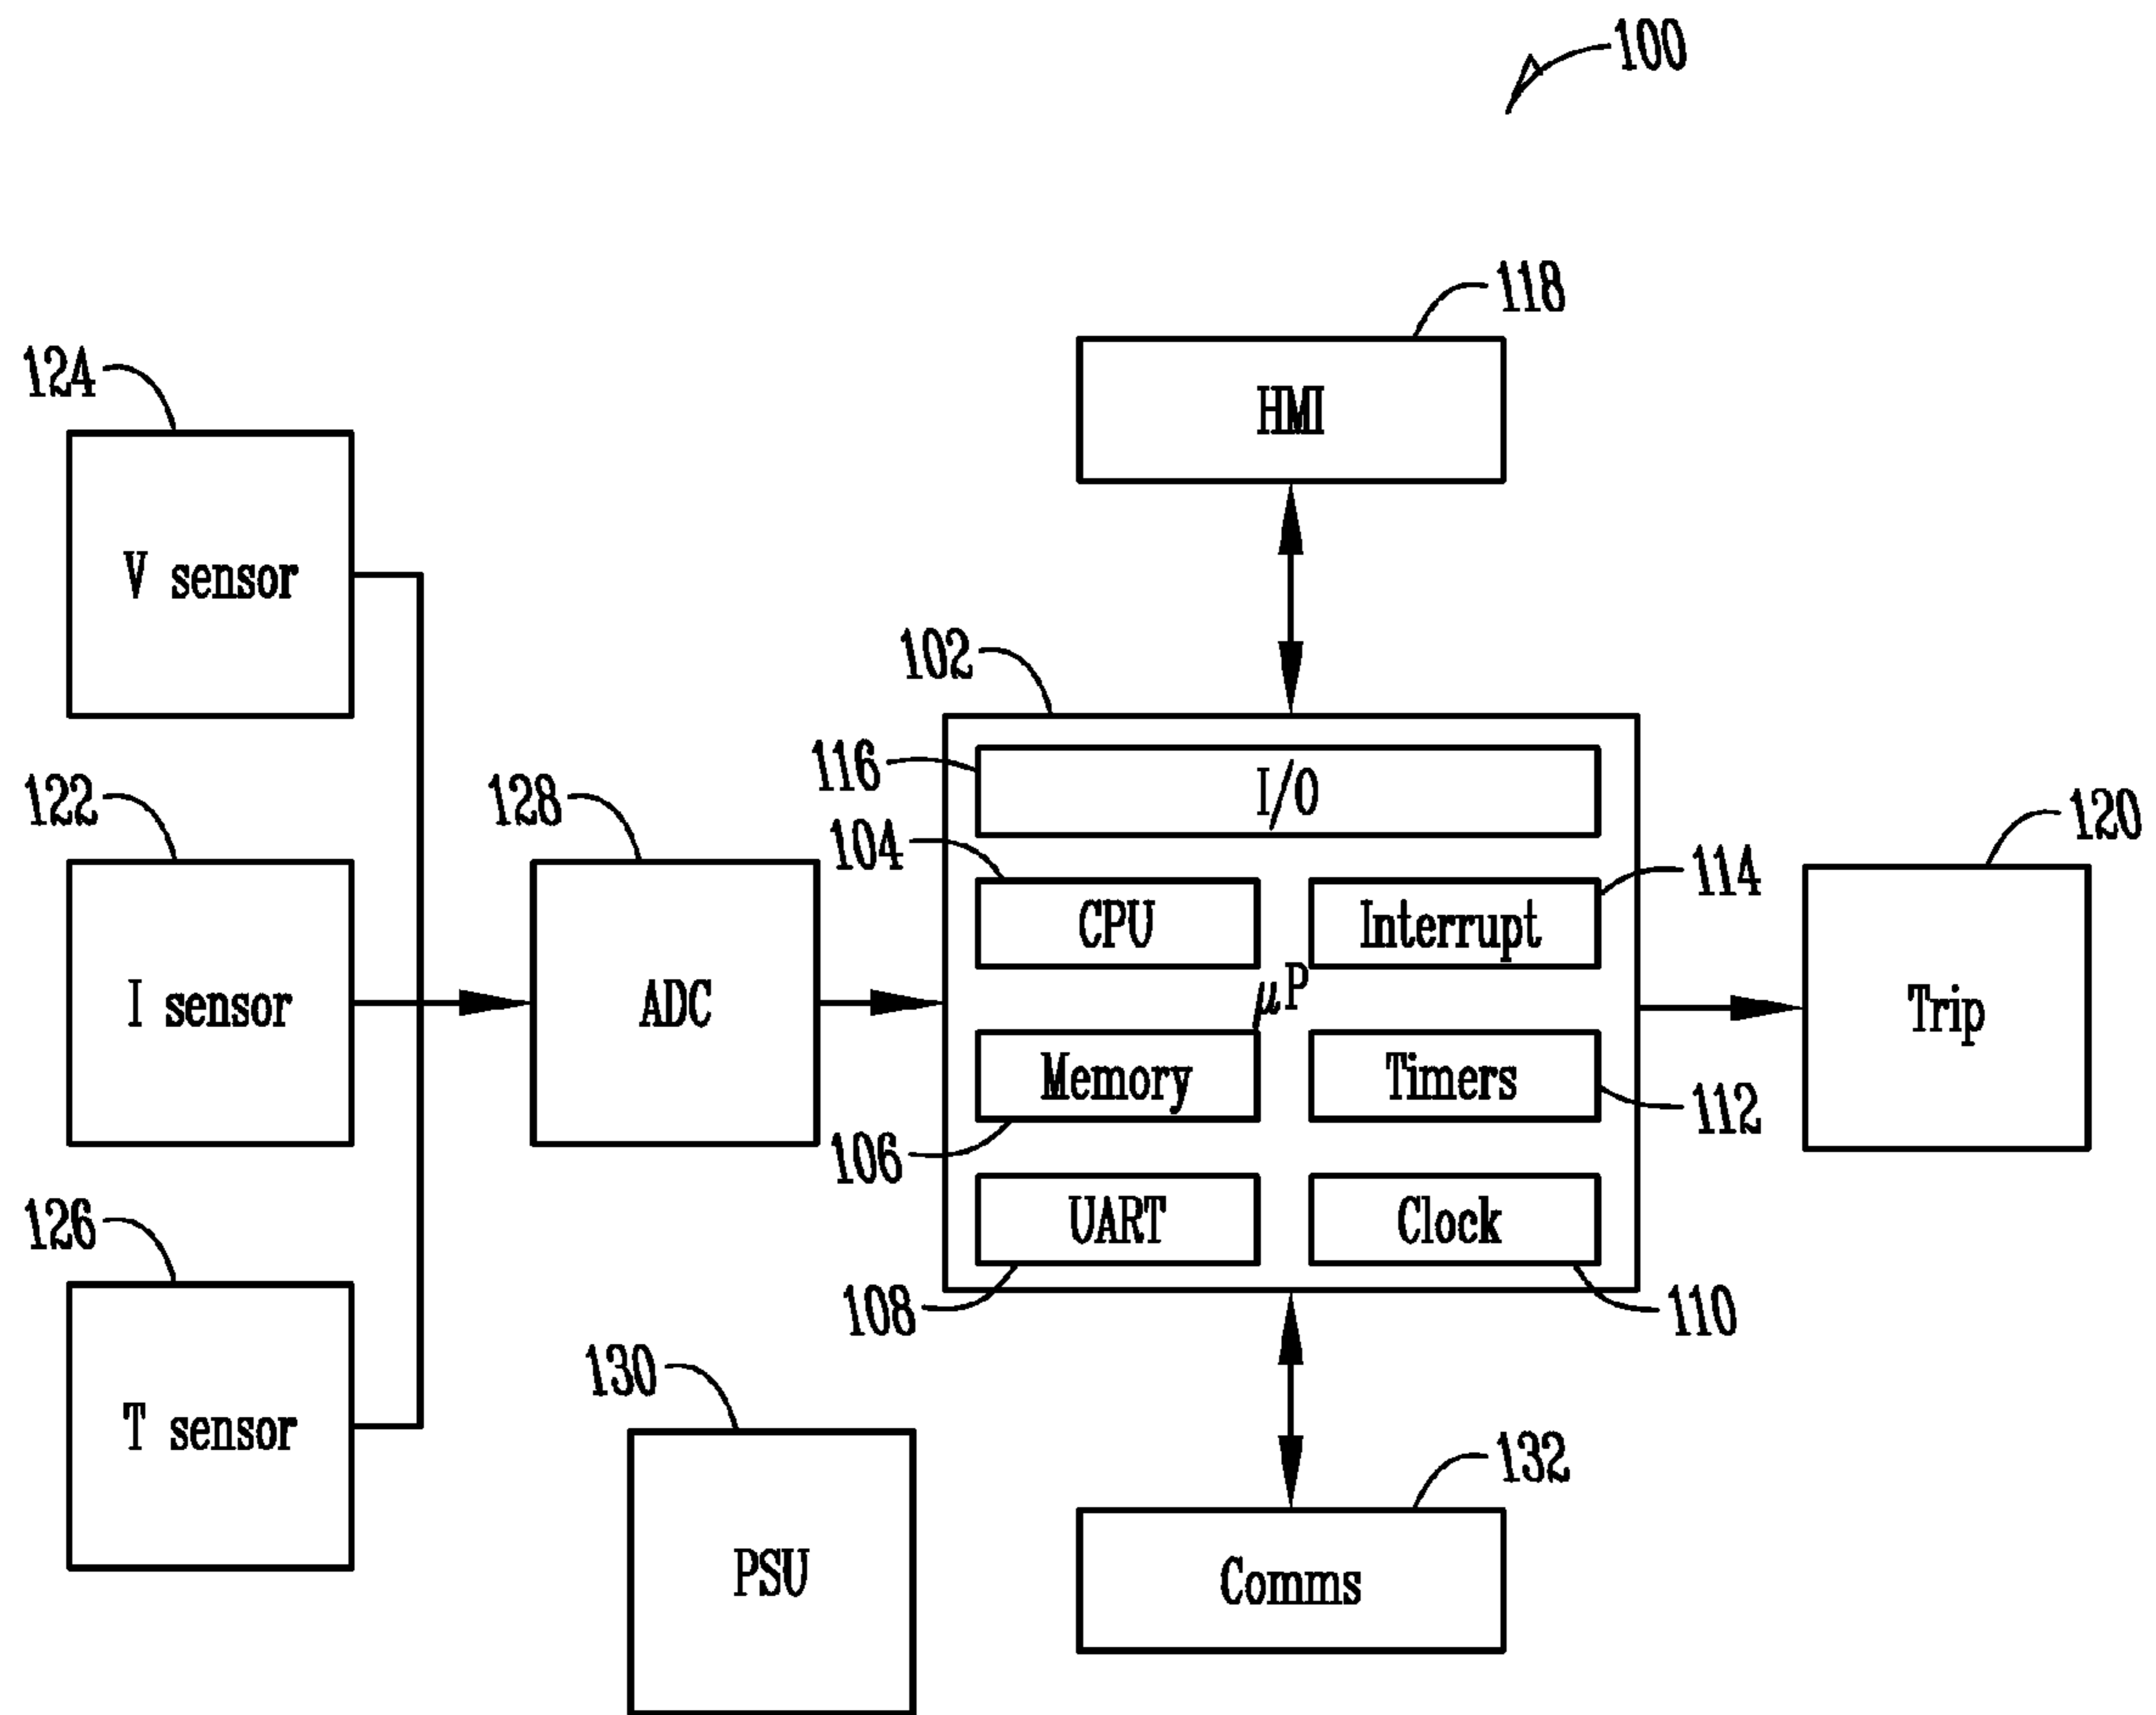 100
118
HMI
124
V sensor
102
116
I/O
122
128
120
104
114
CPU
Interrupt
I sensor
ADC
μP
Trip
Memory
Timers
106
112
126
UART
Clock
108
110
130
T sensor
132
PSU
Comms